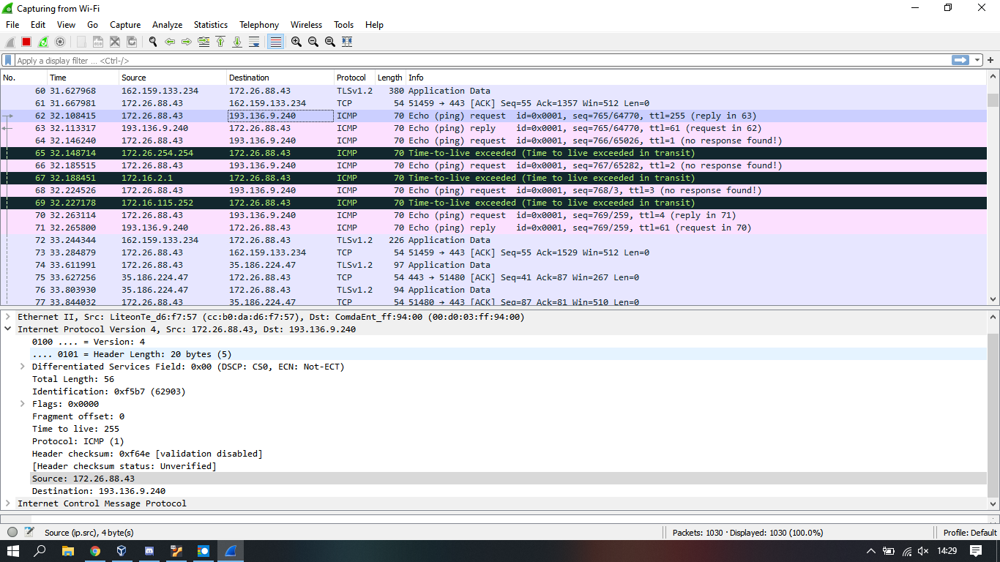 Capturing from Wi-Fi
File Edit View Go Capture Analyze Statistics Telephony Wireless Tools Help
Apply a display filter ... <Ctrl-/>
No. Time Source Destination Protocol Length Info
60 31.627968 162.159.133.234 172.26.88.43 TLSv1.2 380 Application Data
61 31.667981 172.26.88.43 162.159.133.234 TCP 54 51459 → 443 [ACK] Seq=55 Ack=1357 Win=512 Len=0
62 32.108415 172.26.88.43 193.136.9.240 ICMP 70 Echo (ping) request id=0x0001, seq=765/64770, ttl=255 (reply in 63)
63 32.113317 193.136.9.240 172.26.88.43 ICMP 70 Echo (ping) reply id=0x0001, seq=765/64770, ttl=61 (request in 62)
64 32.146240 172.26.88.43 193.136.9.240 ICMP 70 Echo (ping) request id=0x0001, seq=766/65026, ttl=1 (no response found!)
65 32.148714 172.26.254.254 172.26.88.43 ICMP 70 Time-to-live exceeded (Time to live exceeded in transit)
66 32.185515 172.26.88.43 193.136.9.240 ICMP 70 Echo (ping) request id=0x0001, seq=767/65282, ttl=2 (no response found!)
67 32.188451 172.16.2.1 172.26.88.43 ICMP 70 Time-to-live exceeded (Time to live exceeded in transit)
68 32.224526 172.26.88.43 193.136.9.240 ICMP 70 Echo (ping) request id=0x0001, seq=768/3, ttl=3 (no response found!)
69 32.227178 172.16.115.252 172.26.88.43 ICMP 70 Time-to-live exceeded (Time to live exceeded in transit)
70 32.263114 172.26.88.43 193.136.9.240 ICMP 70 Echo (ping) request id=0x0001, seq=769/259, ttl=4 (reply in 71)
71 32.265800 193.136.9.240 172.26.88.43 ICMP 70 Echo (ping) reply id=0x0001, seq=769/259, ttl=61 (request in 70)
72 33.244344 162.159.133.234 172.26.88.43 TLSv1.2 226 Application Data
73 33.284879 172.26.88.43 162.159.133.234 TCP 54 51459 → 443 [ACK] Seq=55 Ack=1529 Win=512 Len=0
74 33.611991 172.26.88.43 35.186.224.47 TLSv1.2 97 Application Data
75 33.627256 35.186.224.47 172.26.88.43 TCP 54 443 → 51480 [ACK] Seq=41 Ack=87 Win=267 Len=0
76 33.803930 35.186.224.47 172.26.88.43 TLSv1.2 94 Application Data
77 33.844032 172.26.88.43 35.186.224.47 TCP 54 51480 → 443 [ACK] Seq=87 Ack=81 Win=510 Len=0
Ethernet II, Src: LiteonTe_d6:f7:57 (cc:b0:da:d6:f7:57), Dst: ComdaEnt_ff:94:00 (00:d0:03:ff:94:00)
Internet Protocol Version 4, Src: 172.26.88.43, Dst: 193.136.9.240
0100 .... = Version: 4
.... 0101 = Header Length: 20 bytes (5)
Differentiated Services Field: 0x00 (DSCP: CS0, ECN: Not-ECT)
Total Length: 56
Identification: 0xf5b7 (62903)
Flags: 0x0000
Fragment offset: 0
Time to live: 255
Protocol: ICMP (1)
Header checksum: 0xf64e [validation disabled]
[Header checksum status: Unverified]
Source: 172.26.88.43
Destination: 193.136.9.240
Internet Control Message Protocol
Source (ip.src), 4 byte(s) Packets: 1030 · Displayed: 1030 (100.0%) Profile: Default
14:29